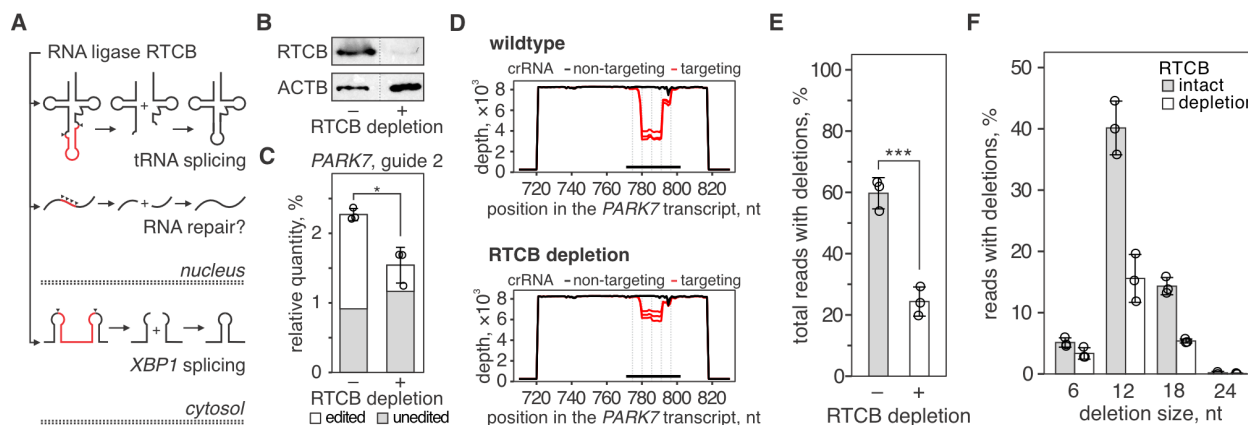 A
RNA ligase RTCB
+
tRNA splicing
+
RNA repair?
nucleus
+
XBP1 splicing
cytosol
B
RTCB
ACTB
− +
RTCB depletion
C
PARK7, guide 2
*
relative quantity, %
2
1
0
− +
RTCB depletion
edited unedited
D
wildtype
crRNA non-targeting targeting
depth, ×10³
8
6
4
2
0
720 740 760 780 800 820
position in the PARK7 transcript, nt
RTCB depletion
crRNA non-targeting targeting
depth, ×10³
8
6
4
2
0
720 740 760 780 800 820
position in the PARK7 transcript, nt
E
total reads with deletions, %
100
80
60
40
20
0
***
− +
RTCB depletion
F
reads with deletions, %
50
40
30
20
10
0
RTCB
intact
depletion
6 12 18 24
deletion size, nt